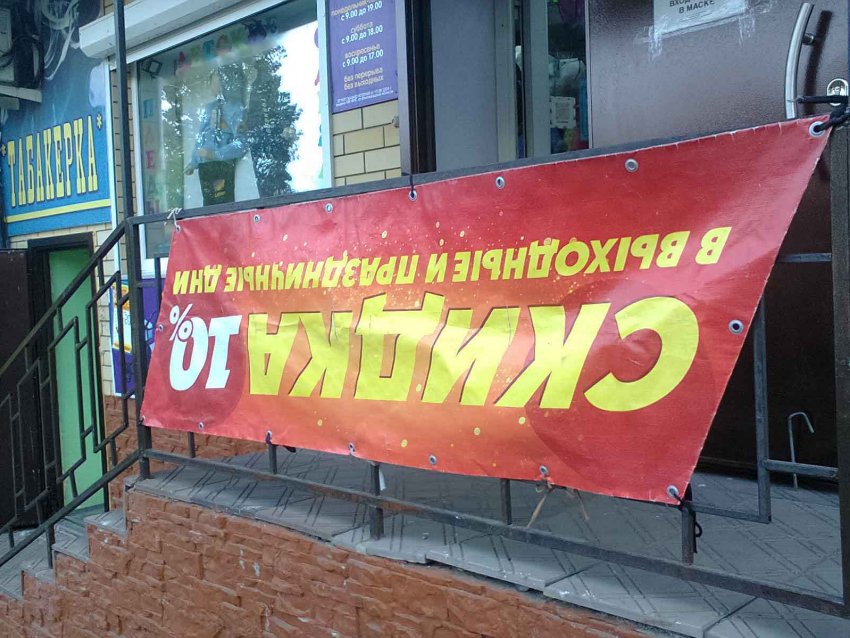 ТАБАКЕРКА
понедельник
с 9.00 до 19.00
суббота
с 9.00 до 18.00
воскресенье
с 9.00 до 17.00
без перерыва
без выходных
В МАСКЕ
СКИДКА 10%
В ВЫХОДНЫЕ И ПРАЗДНИЧНЫЕ ДНИ